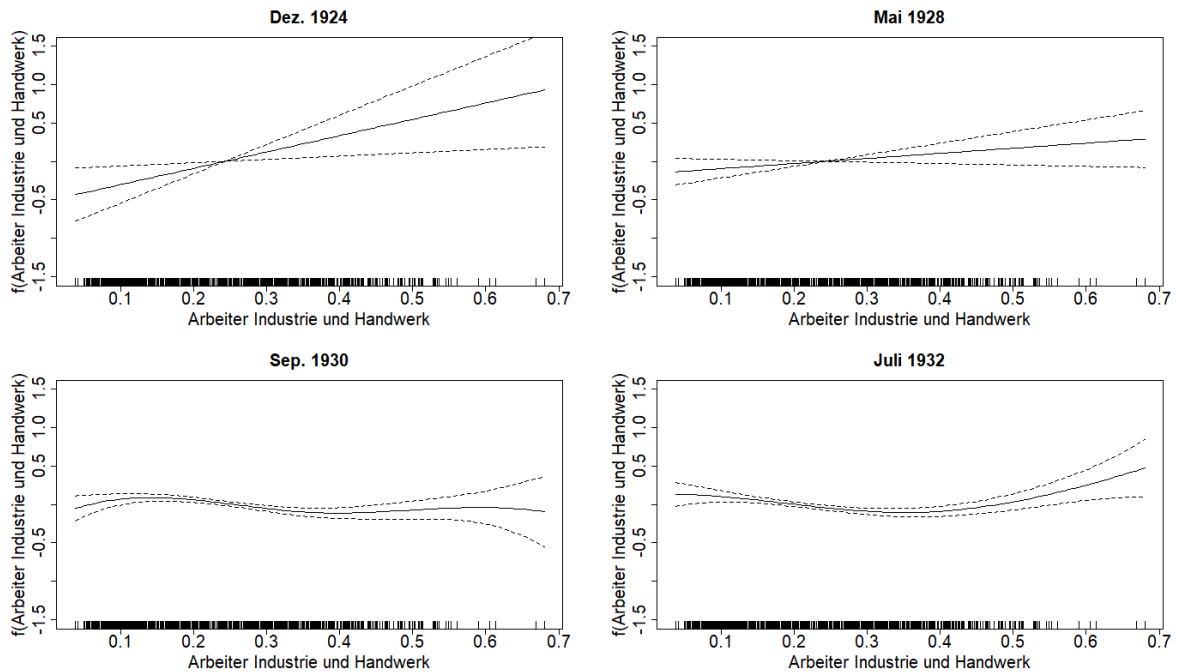 Dez. 1924
f(Arbeiter Industrie und Handwerk)
1.5
1.0
0.5
-0.5
-1.5
0.1 0.2 0.3 0.4 0.5 0.6 0.7
Arbeiter Industrie und Handwerk
Mai 1928
f(Arbeiter Industrie und Handwerk)
1.5
1.0
0.5
-0.5
-1.5
0.1 0.2 0.3 0.4 0.5 0.6 0.7
Arbeiter Industrie und Handwerk
Sep. 1930
f(Arbeiter Industrie und Handwerk)
1.5
1.0
0.5
-0.5
-1.5
0.1 0.2 0.3 0.4 0.5 0.6 0.7
Arbeiter Industrie und Handwerk
Juli 1932
f(Arbeiter Industrie und Handwerk)
1.5
1.0
0.5
-0.5
-1.5
0.1 0.2 0.3 0.4 0.5 0.6 0.7
Arbeiter Industrie und Handwerk